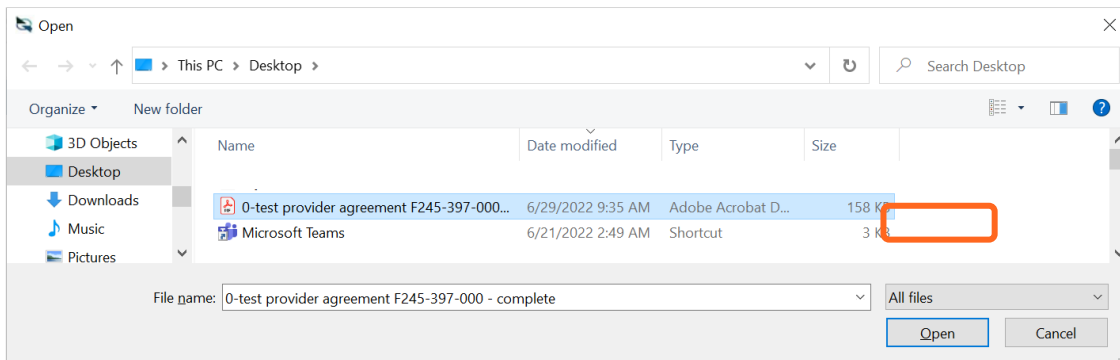 Open
This PC > Desktop >
Search Desktop
Organize
New folder
3D Objects
Name
Date modified
Type
Size
Desktop
Downloads
0-test provider agreement F245-397-000...
6/29/2022 9:35 AM
Adobe Acrobat D...
158 KB
Music
Microsoft Teams
6/21/2022 2:49 AM
Shortcut
3 KB
Pictures
File name:
0-test provider agreement F245-397-000 - complete
All files
Open
Cancel